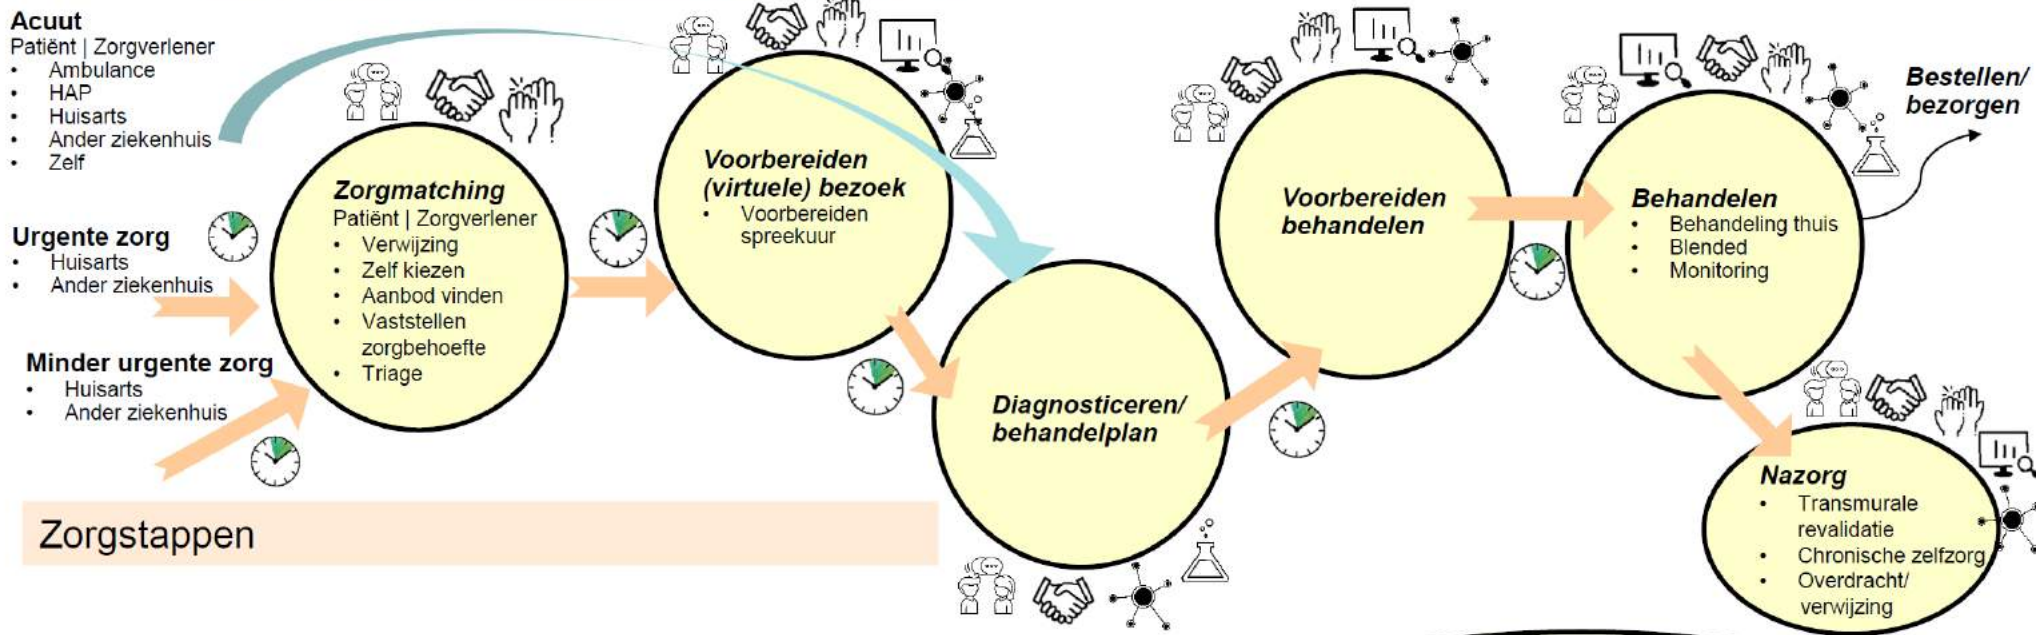 Acuut
Patiënt | Zorgverlener
• Ambulance
• HAP
• Huisarts
• Ander ziekenhuis
• Zelf
Urgente zorg
• Huisarts
• Ander ziekenhuis
Minder urgente zorg
• Huisarts
• Ander ziekenhuis
Zorgmatching
Patiënt | Zorgverlener
• Verwijzing
• Zelf kiezen
• Aanbod vinden
• Vaststellen
zorgbehoefte
• Triage
Voorbereiden
(virtuele) bezoek
• Voorbereiden
spreekuur
Diagnosticeren/
behandelplan
Voorbereiden
behandelen
Behandelen
• Behandeling thuis
• Blended
• Monitoring
Bestellen/
bezorgen
Nazorg
• Transmurale
revalidatie
• Chronische zelfzorg
• Overdracht/
verwijzing
Zorgstappen